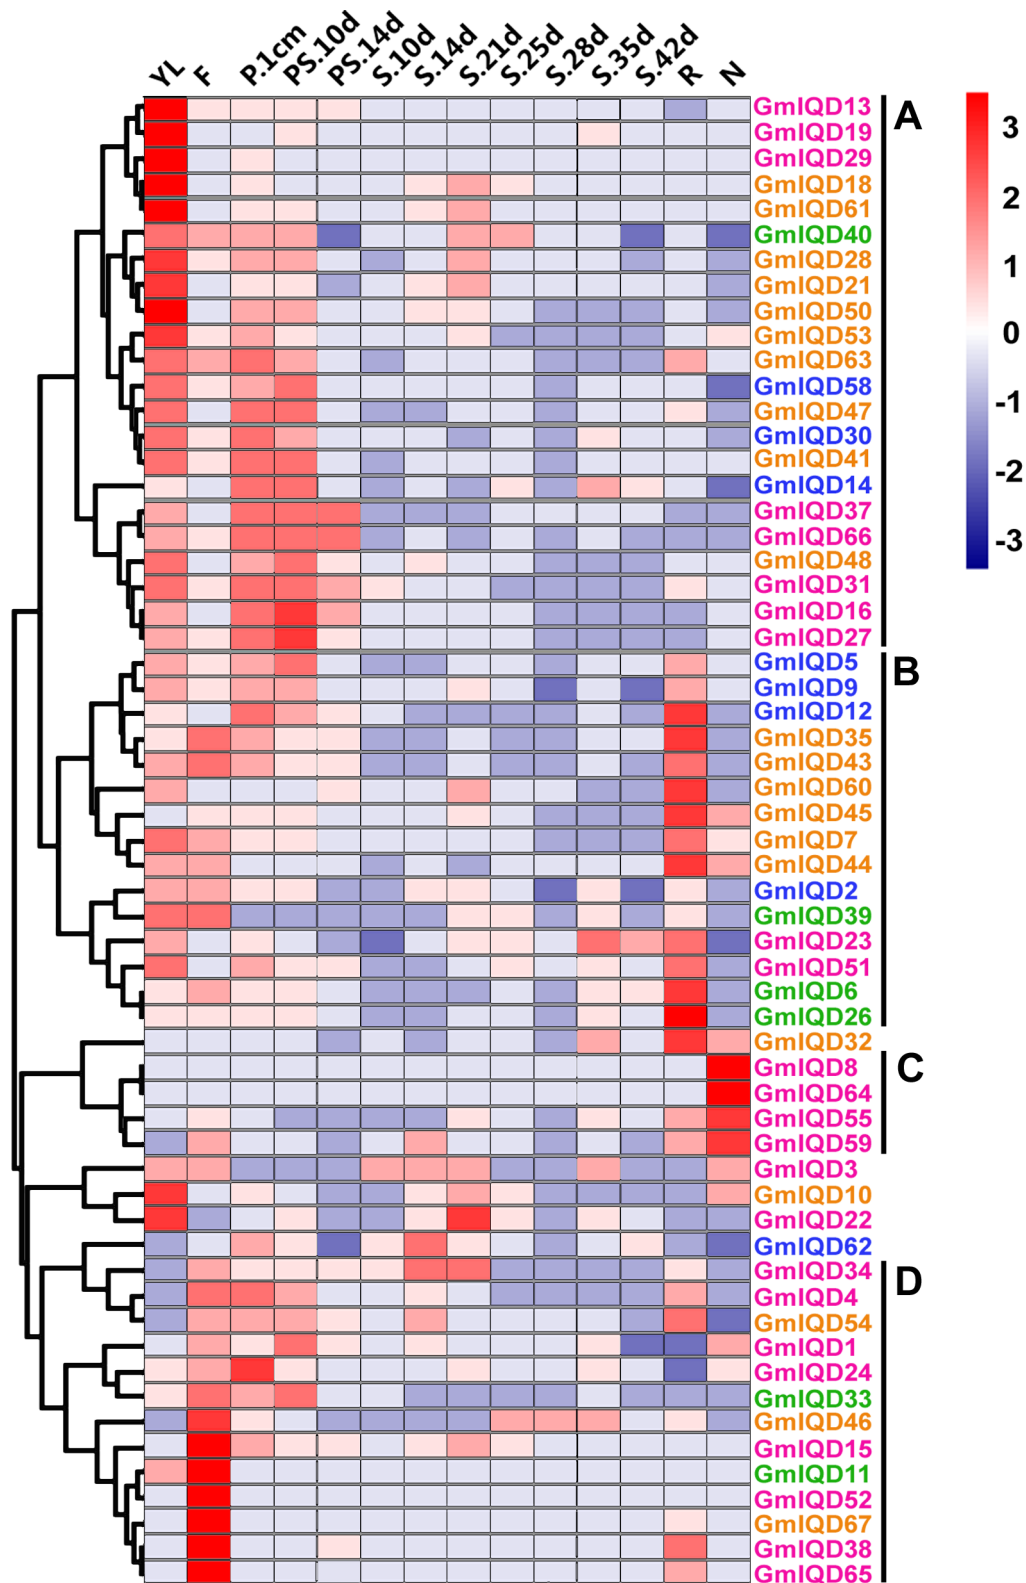 YL F P.1cm PS.10d PS.14d S.10d S.14d S.21d S.25d S.28d S.35d S.42d R N
GmIQD13
GmIQD19
GmIQD29
GmIQD18
GmIQD61
GmIQD40
GmIQD28
GmIQD21
GmIQD50
GmIQD53
GmIQD63
GmIQD58
GmIQD47
GmIQD30
GmIQD41
GmIQD14
GmIQD37
GmIQD66
GmIQD48
GmIQD31
GmIQD16
GmIQD27
A
GmIQD5
GmIQD9
GmIQD12
GmIQD35
GmIQD43
GmIQD60
GmIQD45
GmIQD7
GmIQD44
GmIQD2
GmIQD39
GmIQD23
GmIQD51
GmIQD6
GmIQD26
B
GmIQD32
GmIQD8
GmIQD64
GmIQD55
GmIQD59
C
GmIQD3
GmIQD10
GmIQD22
GmIQD62
GmIQD34
GmIQD4
GmIQD54
GmIQD1
GmIQD24
GmIQD33
GmIQD46
GmIQD15
GmIQD11
GmIQD52
GmIQD67
GmIQD38
GmIQD65
D
3
2
1
0
-1
-2
-3